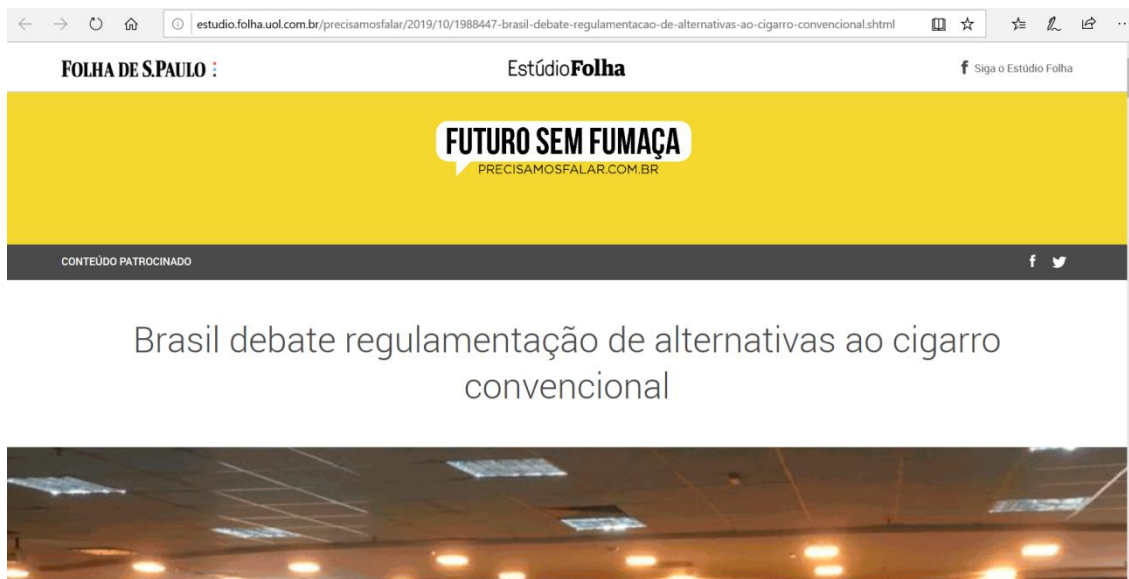 estudio.folha.uol.com.br/precisamosfalar/2019/10/1988447-brasil-debate-regulamentacao-de-alternativas-ao-cigarro-convencional.shtml
FOLHA DE S.PAULO
EstúdioFolha
f Siga o Estúdio Folha
FUTURO SEM FUMAÇA
PRECISAMOSFALAR.COM.BR
CONTEÚDO PATROCINADO
Brasil debate regulamentação de alternativas ao cigarro
convencional